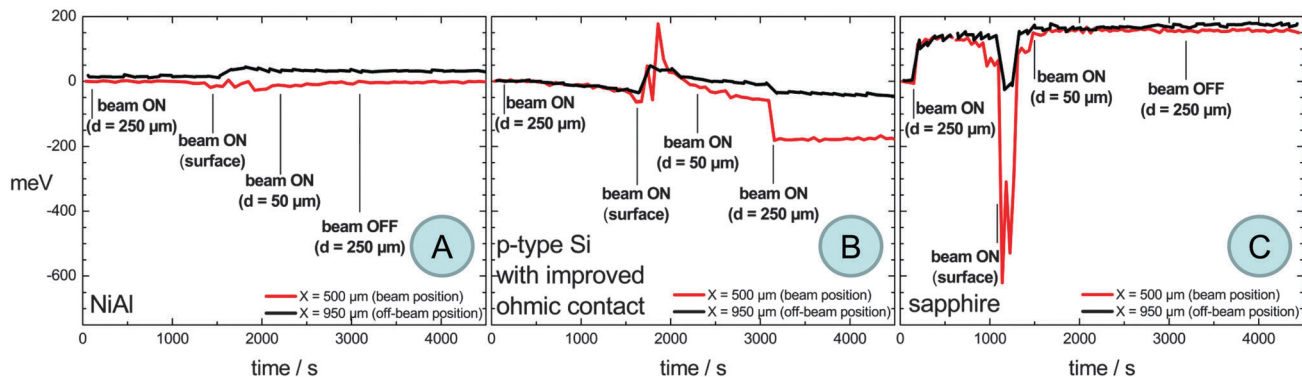 200
0
-200
-400
-600
meV
beam ON
(d = 250 µm)
beam ON
(surface)
beam ON
(d = 50 µm)
beam OFF
(d = 250 µm)
A
NiAl
X = 500 µm (beam position)
X = 950 µm (off-beam position)
0 1000 2000 3000 4000
time / s
beam ON
(d = 250 µm)
beam ON
(surface)
beam ON
(d = 50 µm)
beam ON
(d = 250 µm)
B
p-type Si
with improved
ohmic contact
X = 500 µm (beam position)
X = 950 µm (off-beam position)
0 1000 2000 3000 4000
time / s
beam ON
(d = 250 µm)
beam ON
(surface)
beam ON
(d = 50 µm)
beam OFF
(d = 250 µm)
C
sapphire
X = 500 µm (beam position)
X = 950 µm (off-beam position)
0 1000 2000 3000 4000
time / s